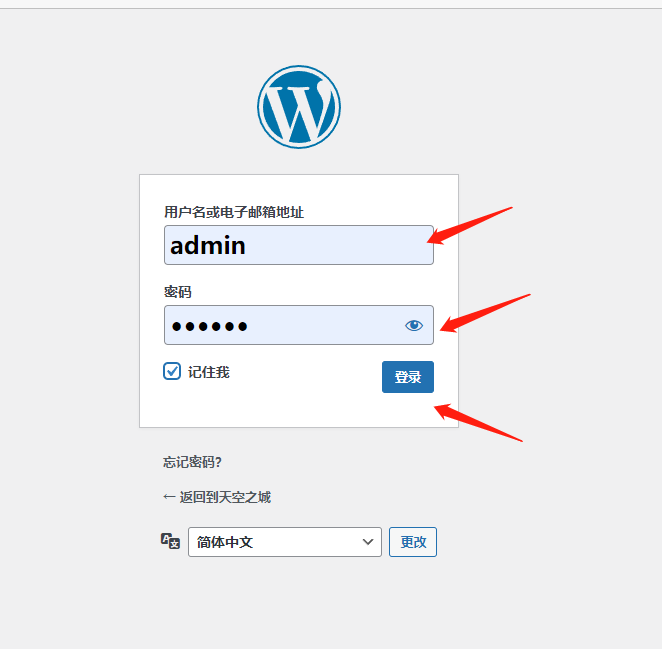 用户名或电子邮箱地址
admin
密码
●●●●●●
记住我
登录
忘记密码?
← 返回到天空之城
简体中文
更改